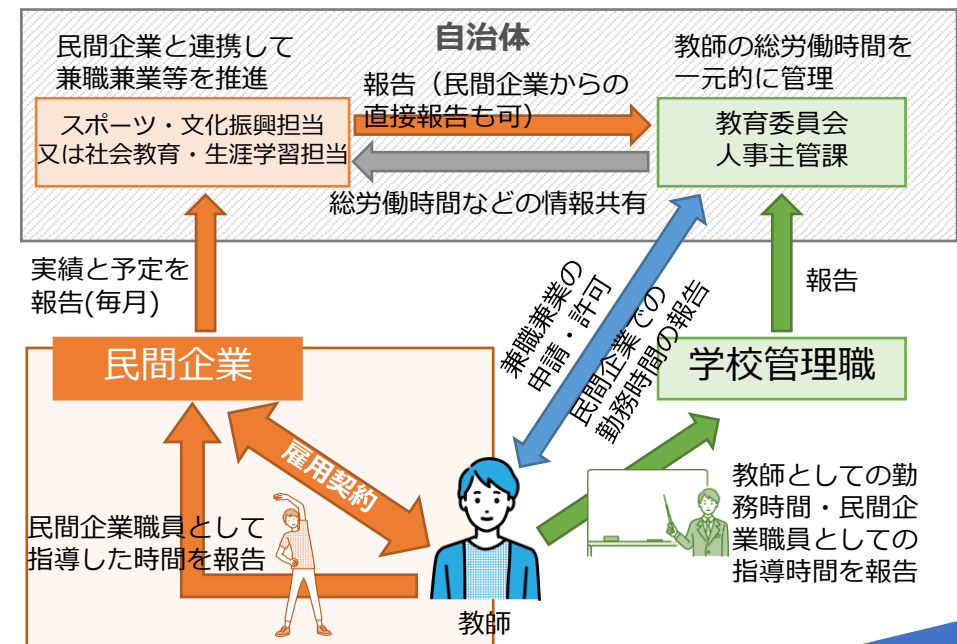 自治体
民間企業と連携して
兼職兼業等を推進
教師の総労働時間を
一元的に管理
報告（民間企業からの
直接報告も可）
スポーツ・文化振興担当
又は社会教育・生涯学習担当
教育委員会
人事主管課
総労働時間などの情報共有
実績と予定を
報告(毎月)
兼職兼業の
申請・許可
民間企業での
勤務時間の報告
報告
民間企業
学校管理職
雇用契約
民間企業職員として
指導した時間を報告
教師としての勤
務時間・民間企
業職員としての
指導時間を報告
教師